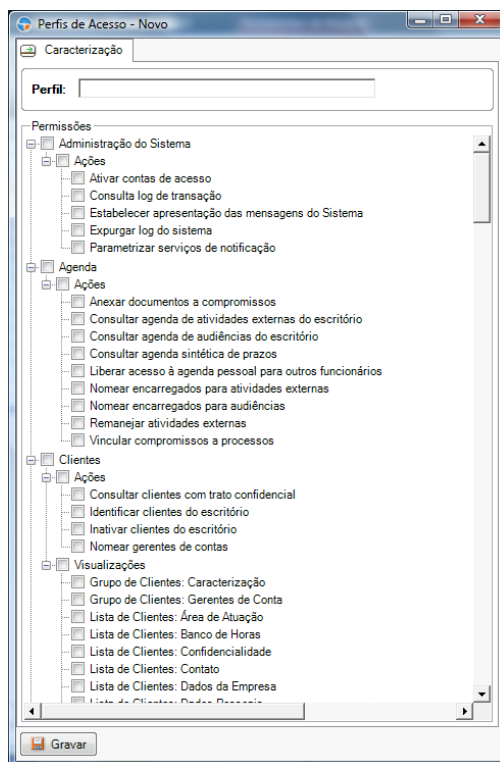 Perfis de Acesso - Novo
Caracterização
Perfil:
Permissões
Administração do Sistema
Ações
Ativar contas de acesso
Consulta log de transação
Estabelecer apresentação das mensagens do Sistema
Expurgar log do sistema
Parametrizar serviços de notificação
Agenda
Ações
Anexar documentos a compromissos
Consultar agenda de atividades externas do escritório
Consultar agenda de audiências do escritório
Consultar agenda sintética de prazos
Liberar acesso à agenda pessoal para outros funcionários
Nomear encarregados para atividades externas
Nomear encarregados para audiências
Remanejar atividades externas
Vincular compromissos a processos
Clientes
Ações
Consultar clientes com trato confidencial
Identificar clientes do escritório
Inativar clientes do escritório
Nomear gerentes de contas
Visualizações
Grupo de Clientes: Caracterização
Grupo de Clientes: Gerentes de Conta
Lista de Clientes: Área de Atuação
Lista de Clientes: Banco de Horas
Lista de Clientes: Confidencialidade
Lista de Clientes: Contato
Lista de Clientes: Dados da Empresa
Lista de Clientes: Dados
Gravar